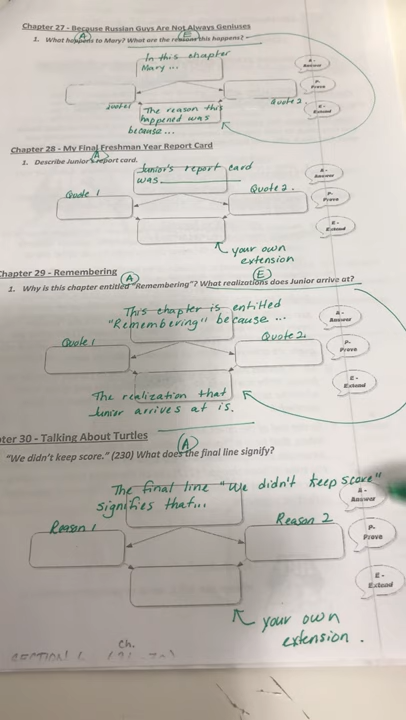 Chapter 27 - Because Russian Guys Are Not Always Geniuses
A E
1. What happens to Mary? What are the reasons this happens?
In this chapter
Mary ...
A-
Answer
P-
Prove
E-
Extend
Quote 1
Quote 2
The reason this
happened was
because ...
Chapter 28 - My Final Freshman Year Report Card
A
1. Describe Junior's report card.
Junior's report card
was
A-
Answer
Quote 1
Quote 2.
P-
Prove
E-
Extend
your own
extension
Chapter 29 - Remembering
A E
1. Why is this chapter entitled "Remembering"? What realizations does Junior arrive at?
This chapter is entitled
"Remembering" because ...
A-
Answer
Quote 1
Quote 2
P-
Prove
E-
Extend
The realization that
Junior arrives at is.
ter 30 - Talking About Turtles
A
"We didn't keep score." (230) What does the final line signify?
The final line "We didn't keep score"
signifies that...
A-
Answer
Reason 1
Reason 2
P-
Prove
E-
Extend
your own
extension.
Ch.